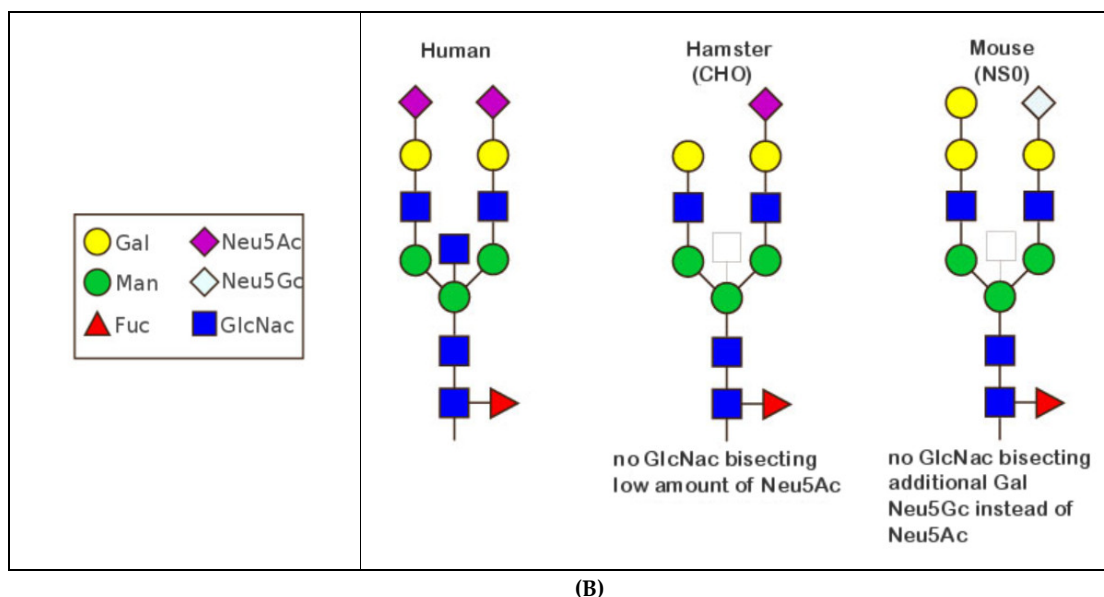 Gal
Neu5Ac
Man
Neu5Gc
Fuc
GlcNac
Human
Hamster
(CHO)
Mouse
(NS0)
no GlcNac bisecting
low amount of Neu5Ac
no GlcNac bisecting
additional Gal
Neu5Gc instead of
Neu5Ac
(B)